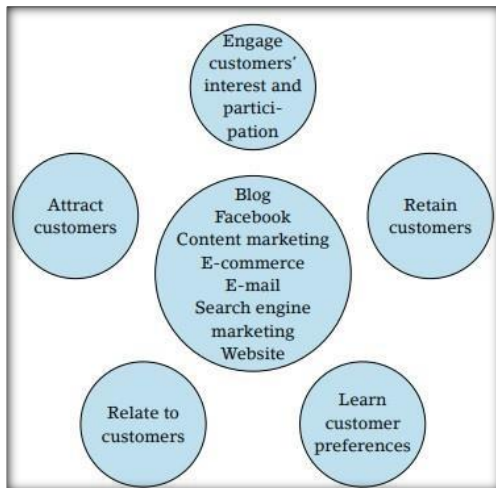 Engage
customers'
interest and
partici-
pation
Attract
customers
Blog
Facebook
Content marketing
E-commerce
E-mail
Search engine
marketing
Website
Retain
customers
Relate to
customers
Learn
customer
preferences